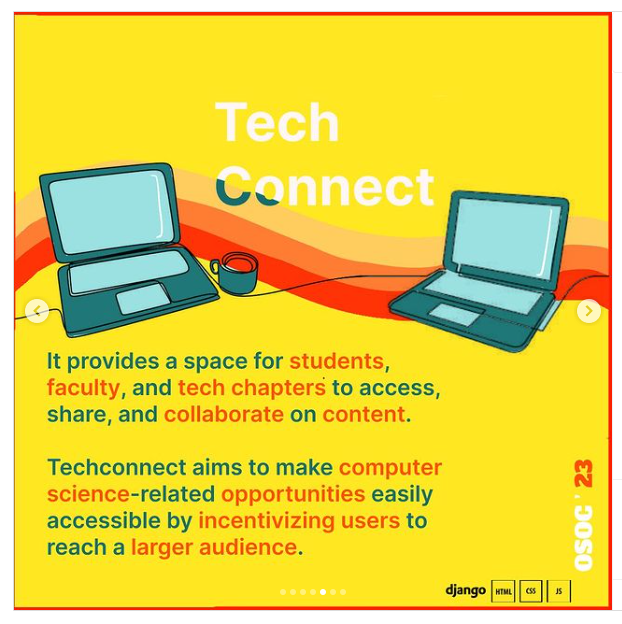 Tech
Connect
It provides a space for students,
faculty, and tech chapters to access,
share, and collaborate on content.
Techconnect aims to make computer
science-related opportunities easily
accessible by incentivizing users to
reach a larger audience.
OSOC ' 23
django HTML CSS JS